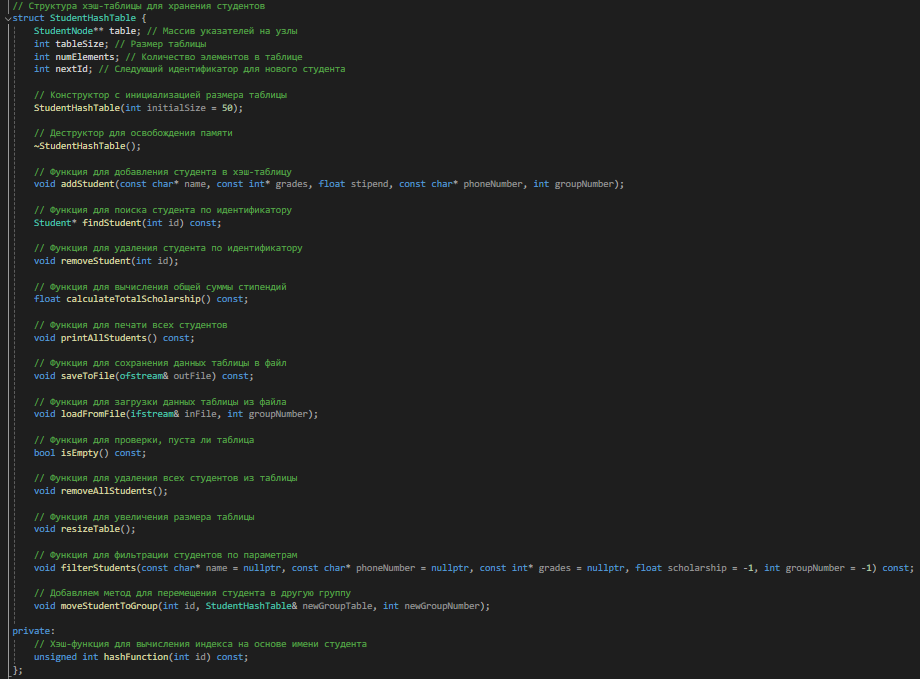 // Структура хэш-таблицы для хранения студентов
struct StudentHashTable {
StudentNode** table; // Массив указателей на узлы
int tableSize; // Размер таблицы
int numElements; // Количество элементов в таблице
int nextId; // Следующий идентификатор для нового студента
// Конструктор с инициализацией размера таблицы
StudentHashTable(int initialSize = 50);
// Деструктор для освобождения памяти
~StudentHashTable();
// Функция для добавления студента в хэш-таблицу
void addStudent(const char* name, const int* grades, float stipend, const char* phoneNumber, int groupNumber);
// Функция для поиска студента по идентификатору
Student* findStudent(int id) const;
// Функция для удаления студента по идентификатору
void removeStudent(int id);
// Функция для вычисления общей суммы стипендий
float calculateTotalScholarship() const;
// Функция для печати всех студентов
void printAllStudents() const;
// Функция для сохранения данных таблицы в файл
void saveToFile(ofstream& outFile) const;
// Функция для загрузки данных таблицы из файла
void loadFromFile(ifstream& inFile, int groupNumber);
// Функция для проверки, пуста ли таблица
bool isEmpty() const;
// Функция для удаления всех студентов из таблицы
void removeAllStudents();
// Функция для увеличения размера таблицы
void resizeTable();
// Функция для фильтрации студентов по параметрам
void filterStudents(const char* name = nullptr, const char* phoneNumber = nullptr, const int* grades = nullptr, float scholarship = -1, int groupNumber = -1) const;
// Добавляем метод для перемещения студента в другую группу
void moveStudentToGroup(int id, StudentHashTable& newGroupTable, int newGroupNumber);
private:
// Хэш-функция для вычисления индекса на основе имени студента
unsigned int hashFunction(int id) const;
};